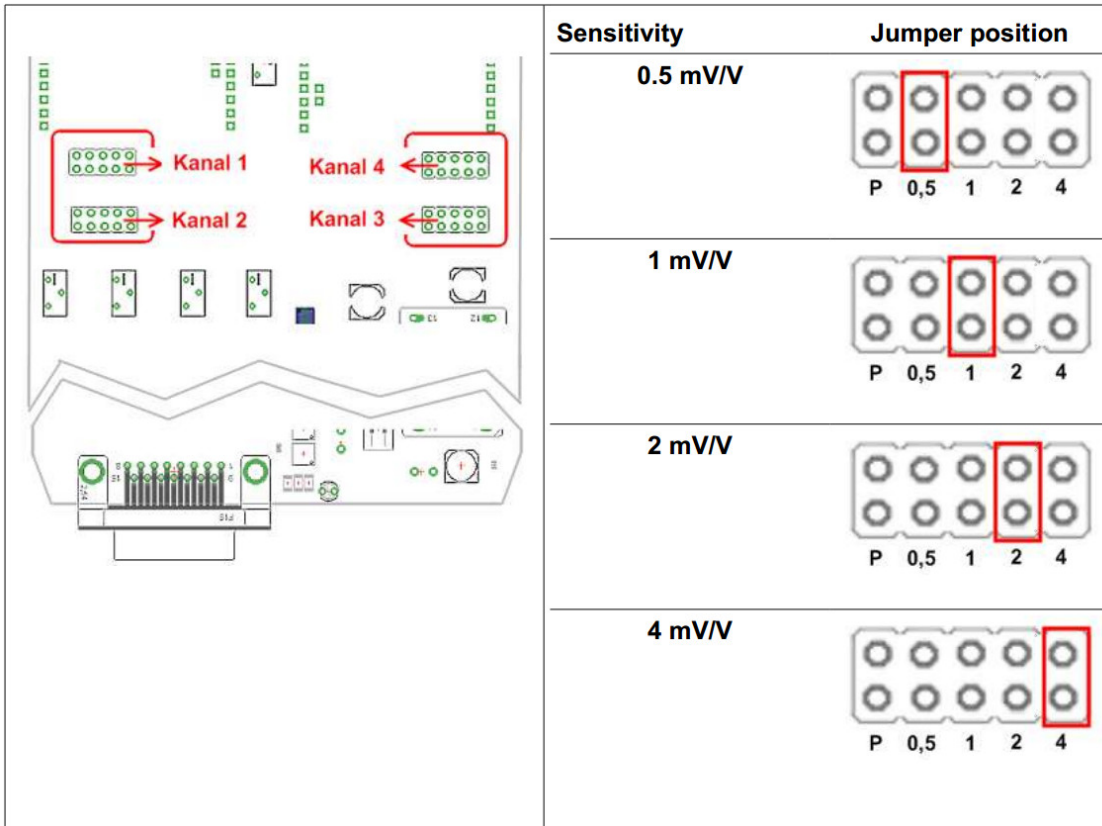 Sensitivity Jumper position
0.5 mV/V
P 0,5 1 2 4
1 mV/V
P 0,5 1 2 4
2 mV/V
P 0,5 1 2 4
4 mV/V
P 0,5 1 2 4
Kanal 1
Kanal 4
Kanal 2
Kanal 3
13 12